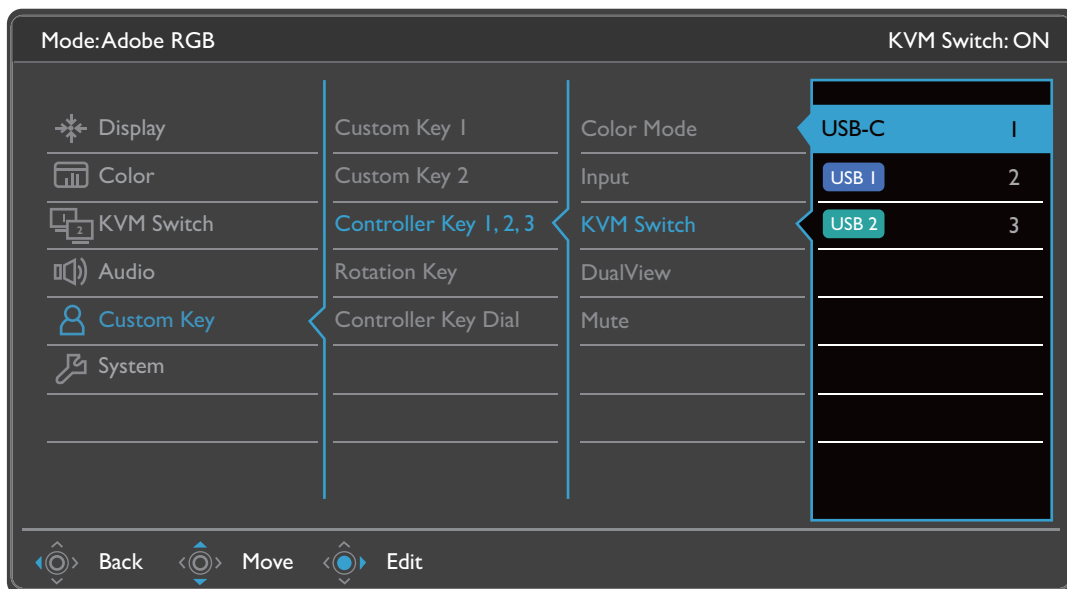 Mode: Adobe RGB KVM Switch: ON
Display Custom Key 1 Color Mode USB-C 1
Color Custom Key 2 Input USB 1 2
1 2 KVM Switch Controller Key 1, 2, 3 KVM Switch USB 2 3
Audio Rotation Key DualView
Custom Key Controller Key Dial Mute
System
Back Move Edit